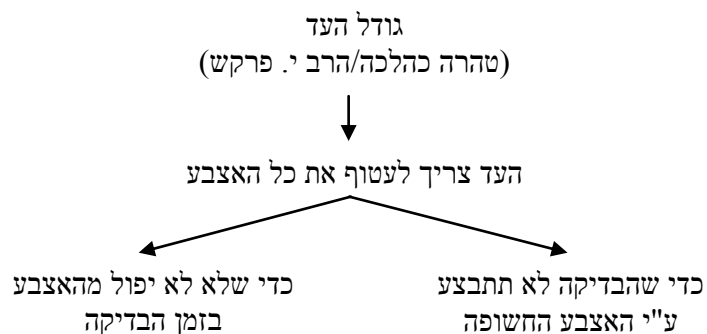 גודל העד
(טהרה כהלכה/הרב י. פרקש)
העד צריך לעטוף את כל האצבע
כדי שהבדיקה לא תתבצע
ע"י האצבע החשופה
כדי שלא לא יפול מהאצבע
בזמן הבדיקה